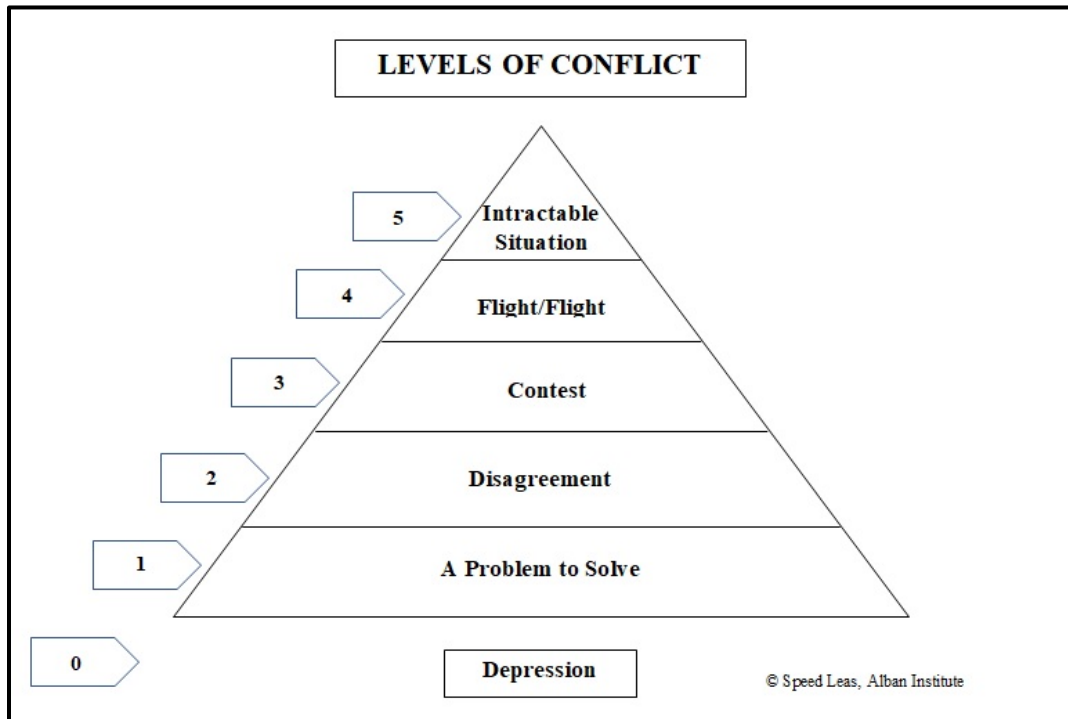 LEVELS OF CONFLICT
5
Intractable
Situation
4
Flight/Flight
3
Contest
2
Disagreement
1
A Problem to Solve
0
Depression
© Speed Leas, Alban Institute